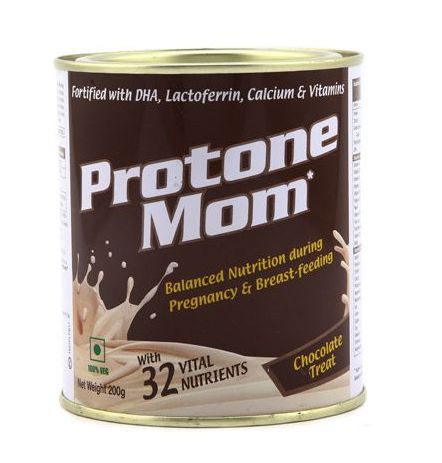 Fortified with DHA, Lactoferrin, Calcium & Vitamins
Protone
Mom*
Balanced Nutrition during
Pregnancy & Breast-feeding
With
32 VITAL
NUTRIENTS
100% VEG
Net Weight 200g
Chocolate
Treat